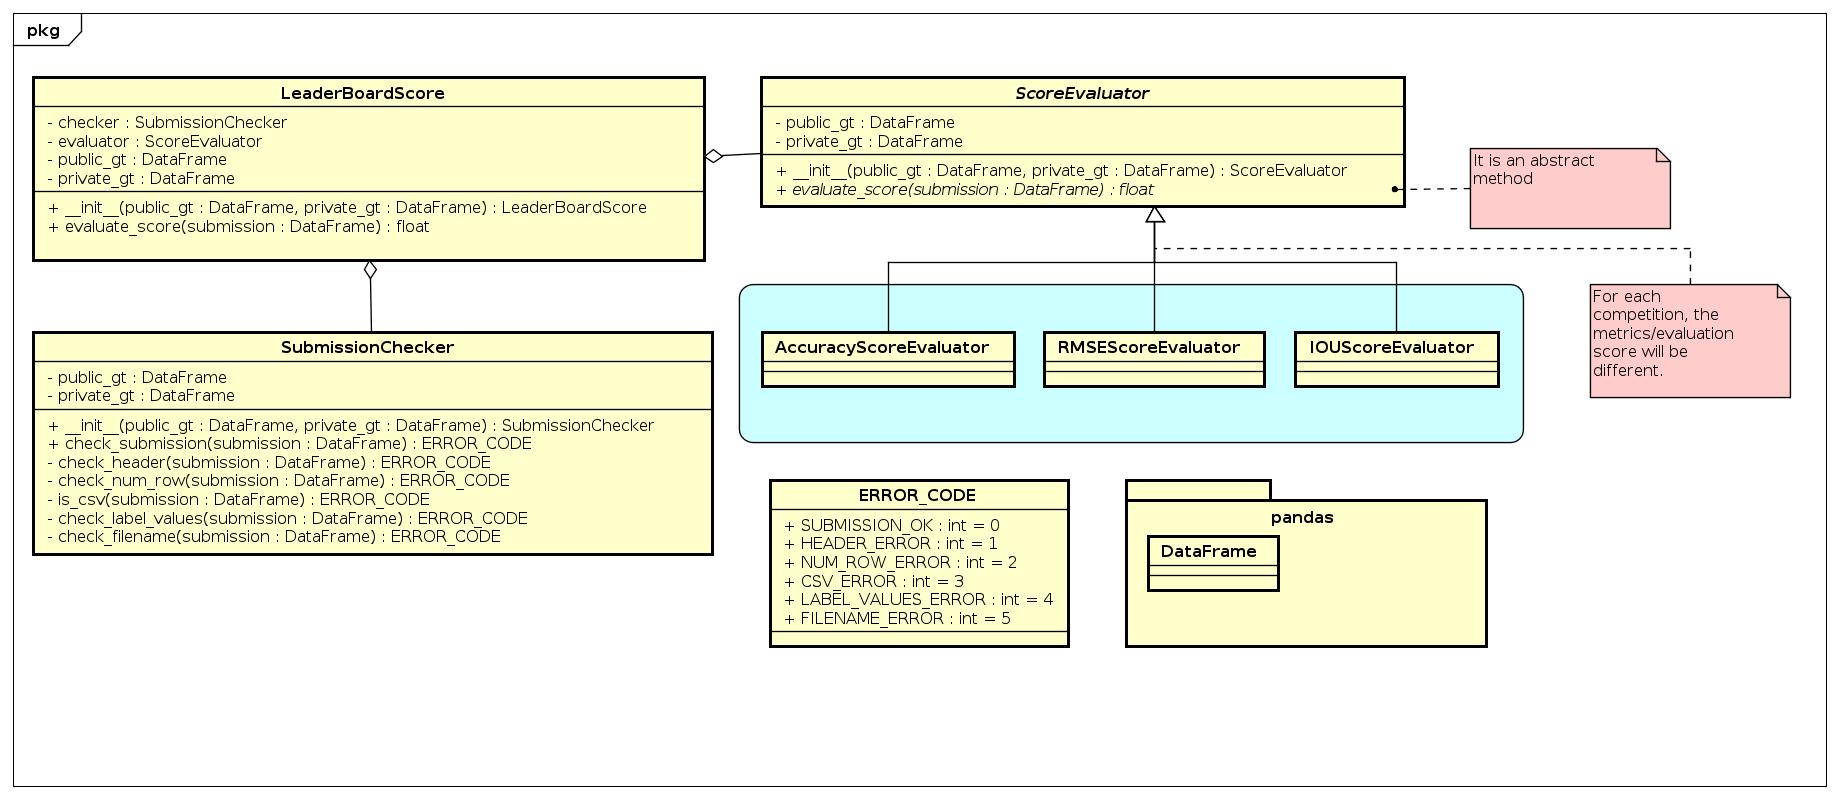 pkg
LeaderBoardScore
- checker : SubmissionChecker
- evaluator : ScoreEvaluator
- public_gt : DataFrame
- private_gt : DataFrame
+ __init__(public_gt : DataFrame, private_gt : DataFrame) : LeaderBoardScore
+ evaluate_score(submission : DataFrame) : float
ScoreEvaluator
- public_gt : DataFrame
- private_gt : DataFrame
+ __init__(public_gt : DataFrame, private_gt : DataFrame) : ScoreEvaluator
+ evaluate_score(submission : DataFrame) : float
It is an abstract
method
For each
competition, the
metrics/evaluation
score will be
different.
SubmissionChecker
- public_gt : DataFrame
- private_gt : DataFrame
+ __init__(public_gt : DataFrame, private_gt : DataFrame) : SubmissionChecker
+ check_submission(submission : DataFrame) : ERROR_CODE
- check_header(submission : DataFrame) : ERROR_CODE
- check_num_row(submission : DataFrame) : ERROR_CODE
- is_csv(submission : DataFrame) : ERROR_CODE
- check_label_values(submission : DataFrame) : ERROR_CODE
- check_filename(submission : DataFrame) : ERROR_CODE
AccuracyScoreEvaluator
RMSEScoreEvaluator
IOUScoreEvaluator
ERROR_CODE
+ SUBMISSION_OK : int = 0
+ HEADER_ERROR : int = 1
+ NUM_ROW_ERROR : int = 2
+ CSV_ERROR : int = 3
+ LABEL_VALUES_ERROR : int = 4
+ FILENAME_ERROR : int = 5
pandas
DataFrame